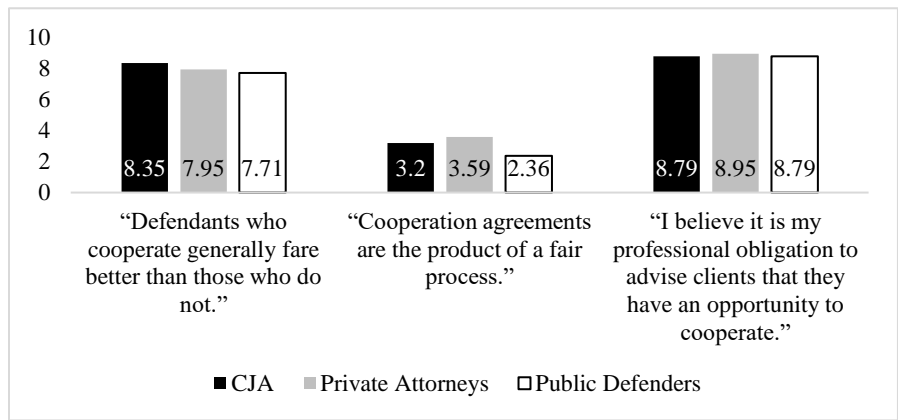 10
8
6
4
2
0
8.35 7.95 7.71
3.2 3.59 2.36
8.79 8.95 8.79
“Defendants who
cooperate generally fare
better than those who do
not.”
“Cooperation agreements
are the product of a fair
process.”
“I believe it is my
professional obligation to
advise clients that they
have an opportunity to
cooperate.”
CJA Private Attorneys Public Defenders